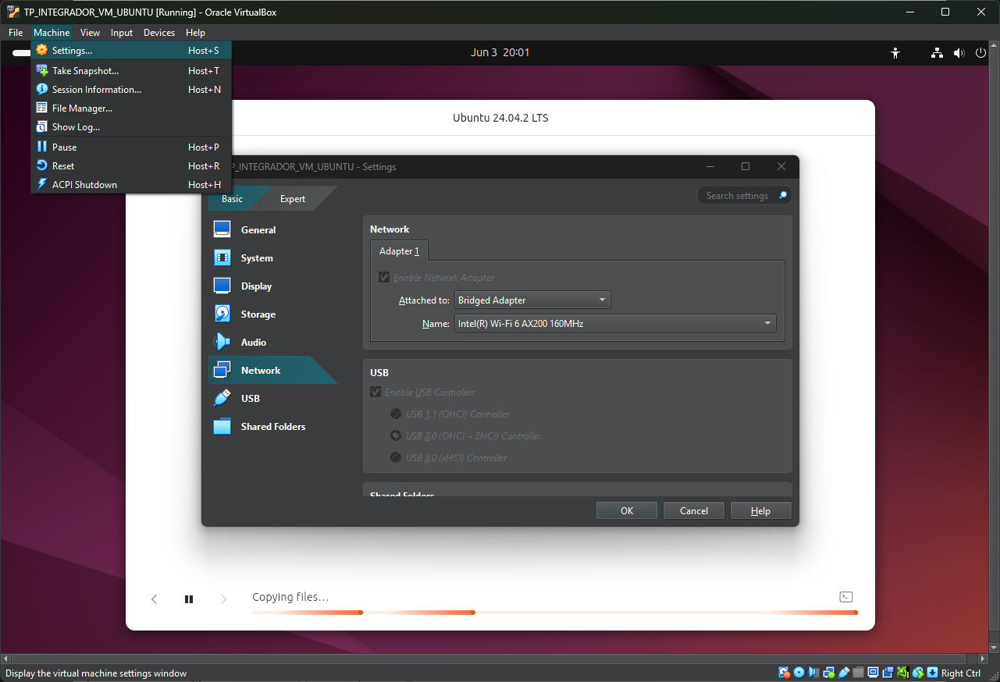 TP_INTEGRADOR_VM_UBUNTU [Running] - Oracle VirtualBox
File Machine View Input Devices Help
Settings... Host+S
Take Snapshot... Host+T
Session Information... Host+N
File Manager...
Show Log...
Pause Host+P
Reset Host+R
ACPI Shutdown Host+H
Jun 3 20:01
Ubuntu 24.04.2 LTS
P_INTEGRADOR_VM_UBUNTU - Settings
Basic Expert
Search settings
General
System
Display
Storage
Audio
Network
USB
Shared Folders
Network
Adapter 1
Enable Network Adapter
Attached to: Bridged Adapter
Name: Intel(R) Wi-Fi 6 AX200 160MHz
USB
Enable USB Controller
USB 1.1 (OHCI) Controller
USB 2.0 (OHCI + EHCI) Controller
USB 3.0 (xHCI) Controller
Shared Folders
OK Cancel Help
Copying files...
Display the virtual machine settings window
Right Ctrl